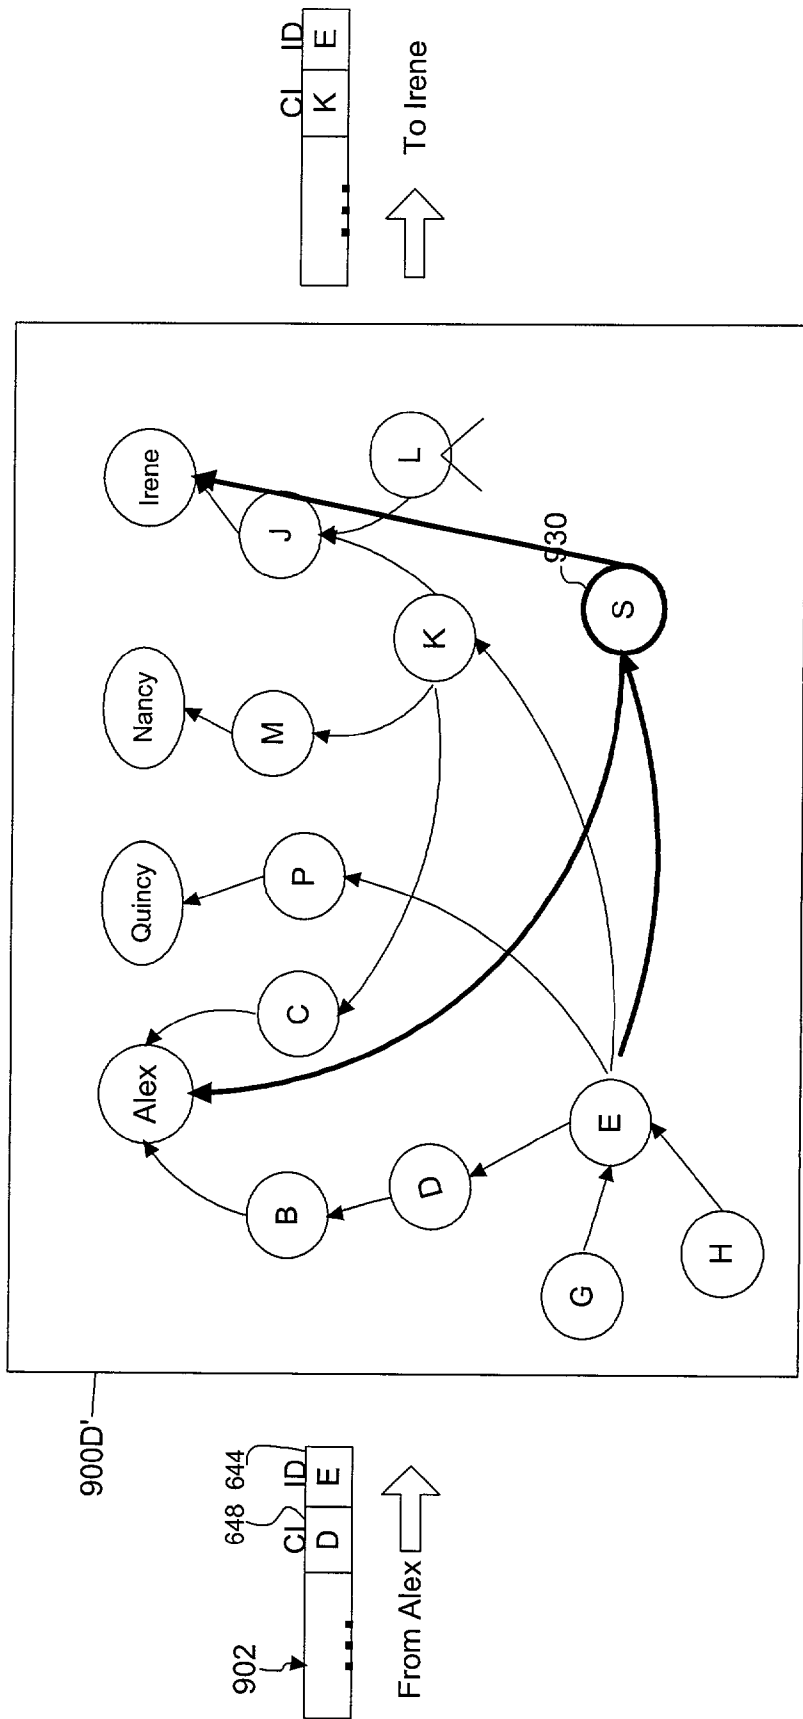 900D'
902
648
644
CI
ID
D
E
From Alex
Alex
Quincy
Nancy
Irene
B
C
P
M
J
D
K
L
G
E
H
S
930
CI
ID
K
E
To Irene